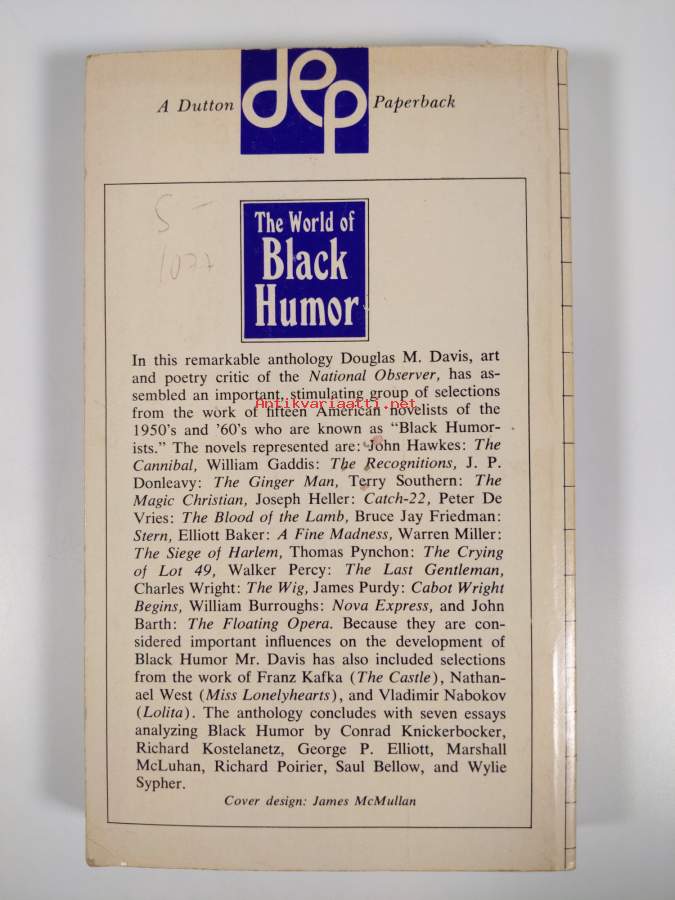 A Dutton dep Paperback
S -
The World of
Black
Humor
In this remarkable anthology Douglas M. Davis, art
and poetry critic of the National Observer, has as-
sembled an important, stimulating group of selections
Antikvariaatti.net
from the work of fifteen American novelists of the
1950's and '60's who are known as “Black Humor-
ists.” The novels represented are: John Hawkes: The
Cannibal, William Gaddis: The Recognitions, J. P.
Donleavy: The Ginger Man, Terry Southern: The
Magic Christian, Joseph Heller: Catch-22, Peter De
Vries: The Blood of the Lamb, Bruce Jay Friedman:
Stern, Elliott Baker: A Fine Madness, Warren Miller:
The Siege of Harlem, Thomas Pynchon: The Crying
of Lot 49, Walker Percy: The Last Gentleman,
Charles Wright: The Wig, James Purdy: Cabot Wright
Begins, William Burroughs: Nova Express, and John
Barth: The Floating Opera. Because they are con-
sidered important influences on the development of
Black Humor Mr. Davis has also included selections
from the work of Franz Kafka (The Castle), Nathan-
ael West (Miss Lonelyhearts), and Vladimir Nabokov
(Lolita). The anthology concludes with seven essays
analyzing Black Humor by Conrad Knickerbocker,
Richard Kostelanetz, George P. Elliott, Marshall
McLuhan, Richard Poirier, Saul Bellow, and Wylie
Sypher.
Cover design: James McMullan